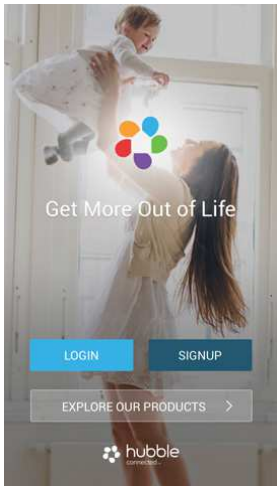 Get More Out of Life
LOGIN
SIGNUP
EXPLORE OUR PRODUCTS
hubble
connected